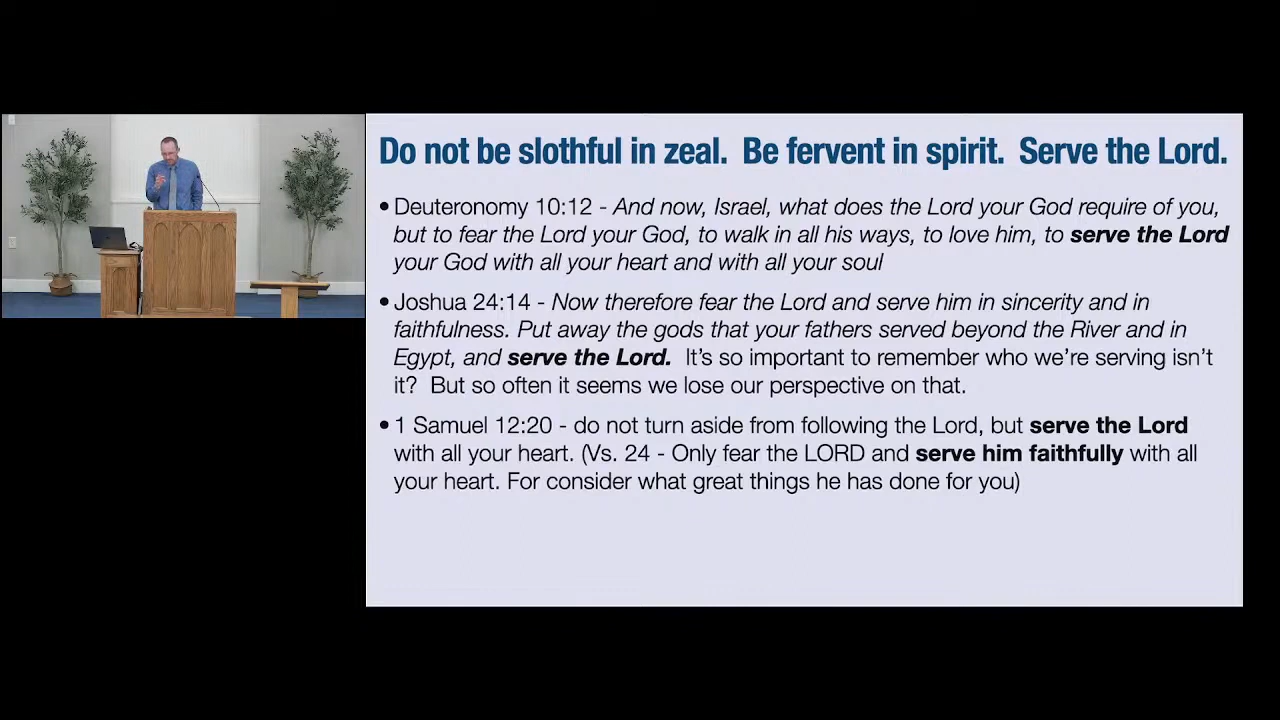 Do not be slothful in zeal.  Be fervent in spirit.  Serve the Lord.
• Deuteronomy 10:12 - And now, Israel, what does the Lord your God require of you,
but to fear the Lord your God, to walk in all his ways, to love him, to serve the Lord
your God with all your heart and with all your soul
• Joshua 24:14 - Now therefore fear the Lord and serve him in sincerity and in
faithfulness. Put away the gods that your fathers served beyond the River and in
Egypt, and serve the Lord.  It’s so important to remember who we’re serving isn’t
it?  But so often it seems we lose our perspective on that.
• 1 Samuel 12:20 - do not turn aside from following the Lord, but serve the Lord
with all your heart. (Vs. 24 - Only fear the LORD and serve him faithfully with all
your heart. For consider what great things he has done for you)